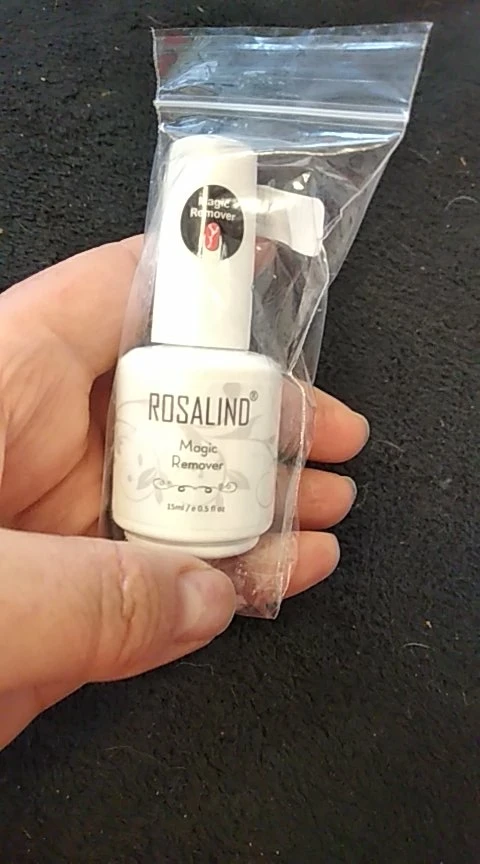 Magic
Remover
ROSALIND®
Magic
Remover
15ml / e 0.5 fl oz